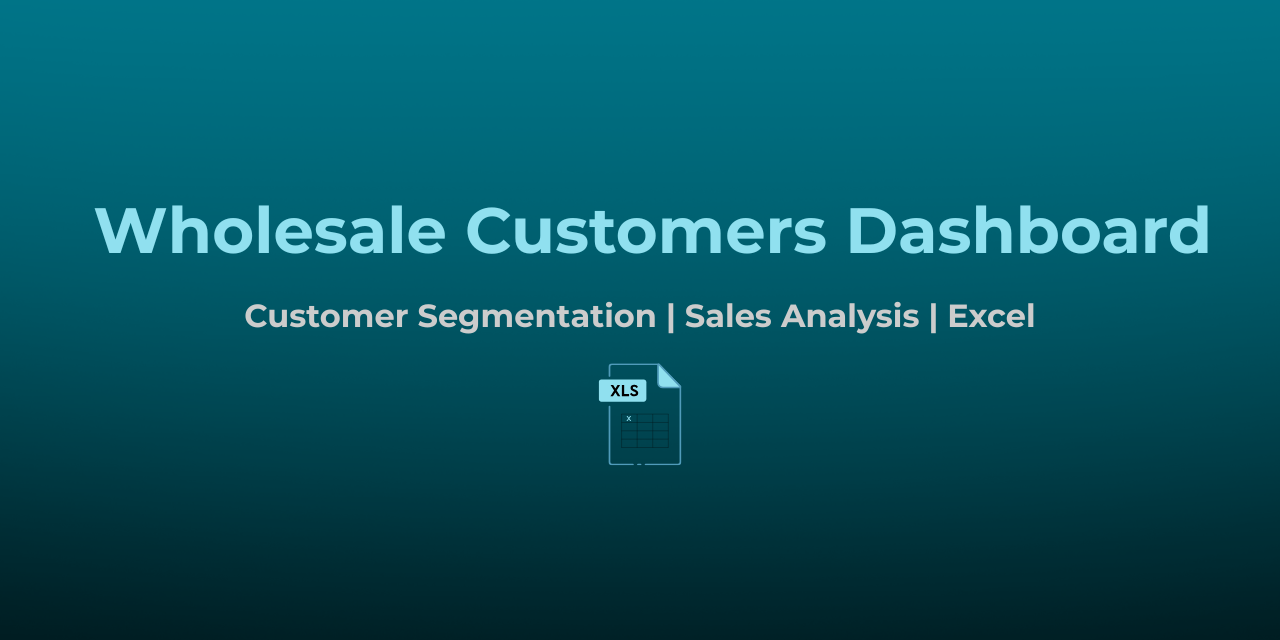 Wholesale Customers Dashboard
Customer Segmentation | Sales Analysis | Excel
XLS
X